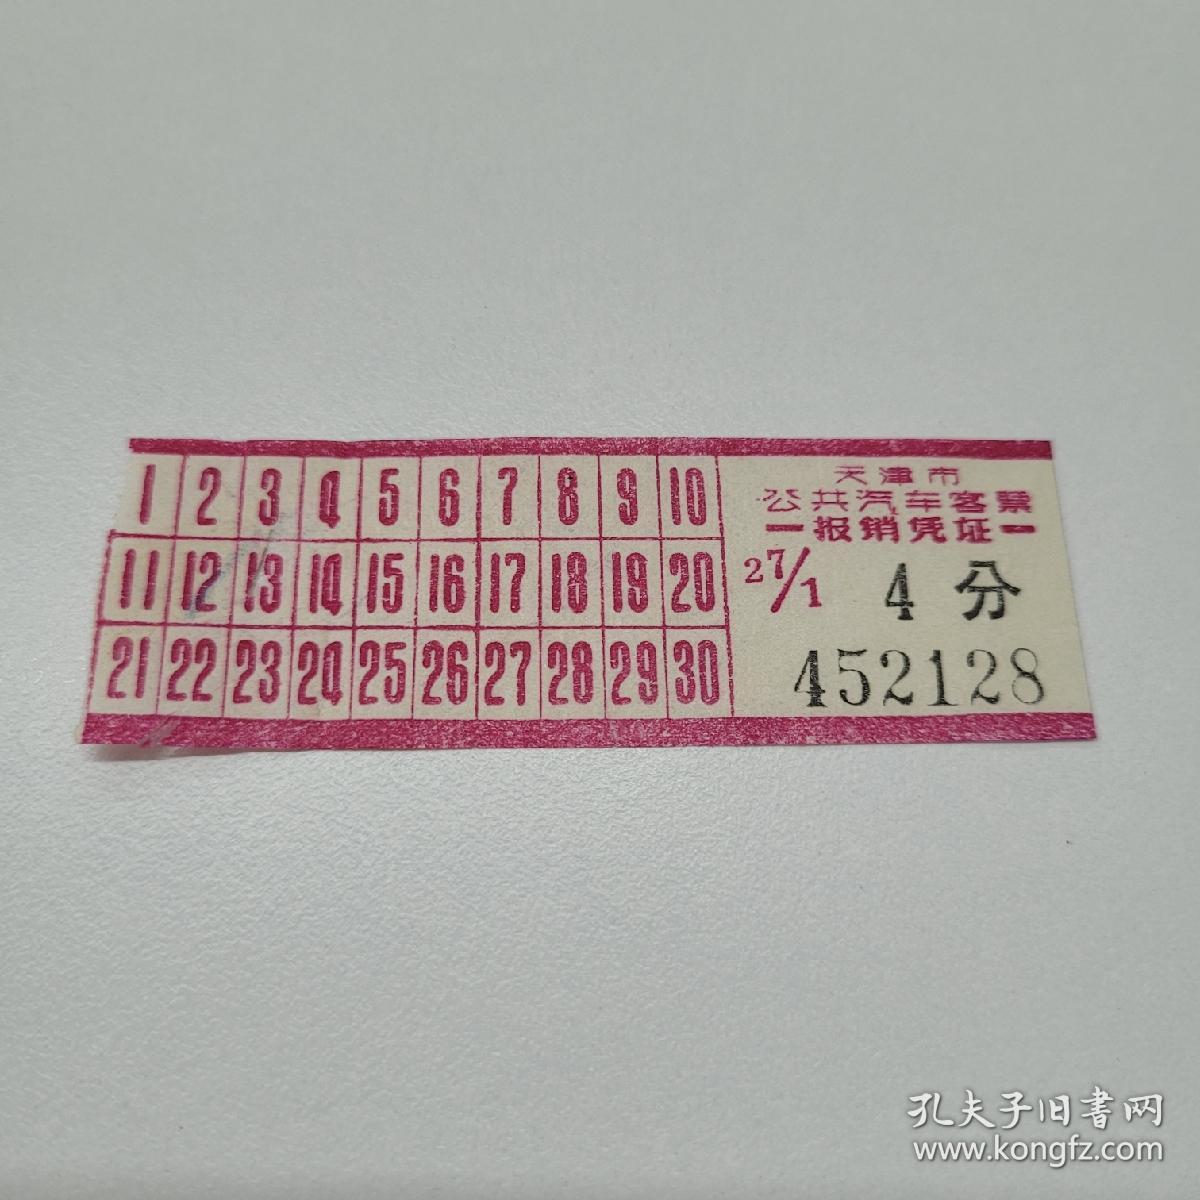 1 2 3 4 5 6 7 8 9 10
11 12 13 14 15 16 17 18 19 20
21 22 23 24 25 26 27 28 29 30
天津市
公共汽车客票
—报销凭证—
27/1 4分
452128
孔夫子旧书网
www.kongfz.com